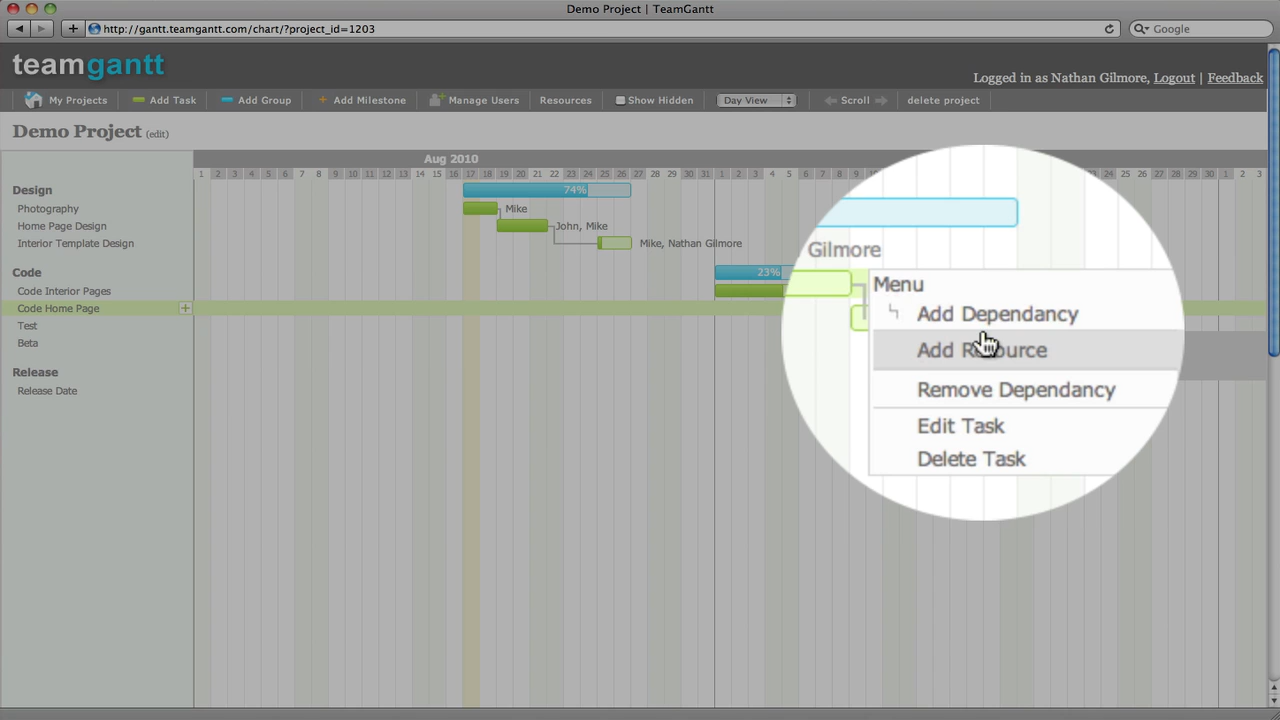 Demo Project | TeamGantt
http://gantt.teamgantt.com/chart/?project_id=1203
Google
teamgantt
Logged in as Nathan Gilmore, Logout | Feedback
My Projects Add Task Add Group Add Milestone Manage Users Resources Show Hidden Day View Scroll delete project
Demo Project (edit)
Aug 2010
1 2 3 4 5 6 7 8 9 10 11 12 13 14 15 16 17 18 19 20 21 22 23 24 25 26 27 28 29 30 31 1 2 3 4 5 6 7 8 9 24 25 26 27 28 29 30 1 2 3
Design 74%
Photography Mike
Home Page Design John, Mike
Interior Template Design Mike, Nathan Gilmore
Gilmore
Code 23%
Code Interior Pages
Code Home Page +
Test
Beta
Release
Release Date
Menu
Add Dependancy
Add Resource
Remove Dependancy
Edit Task
Delete Task